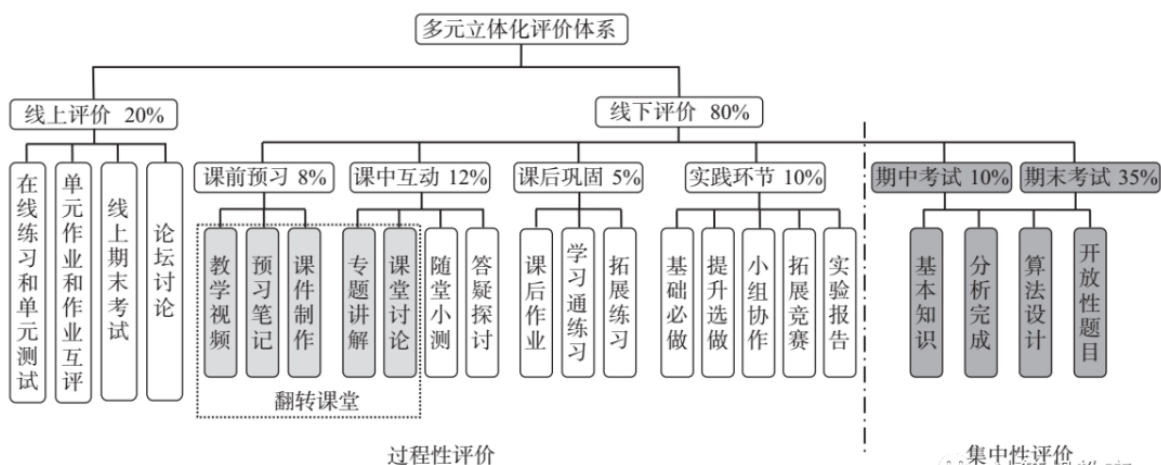 多元立体化评价体系
线上评价 20%
线下评价 80%
课前预习 8%
课中互动 12%
课后巩固 5%
实践环节 10%
期中考试 10%
期末考试 35%
在线练习和单元测试
单元作业和作业互评
线上期末考试
论坛讨论
教学视频
预习笔记
课件制作
专题讲解
课堂讨论
随堂小测
答疑探讨
课后作业
学习通练习
拓展练习
基础必做
提升选做
小组协作
拓展竞赛
实验报告
基本知识
分析完成
算法设计
开放性题目
翻转课堂
过程性评价
集中性评价